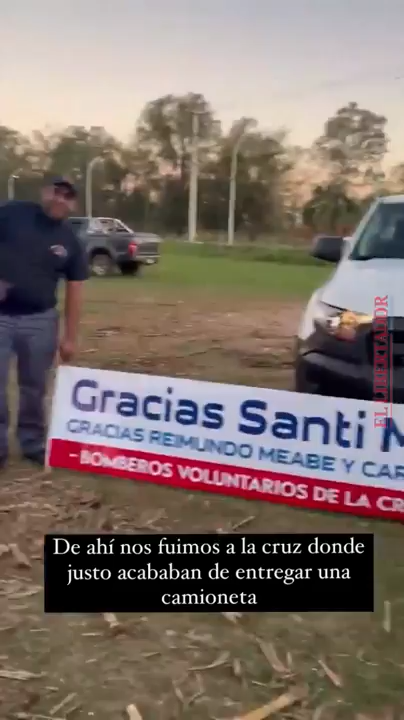 EL LIBERTADOR
Gracias Santi M
GRACIAS REIMUNDO MEABE Y CAR
- BOMBEROS VOLUNTARIOS DE LA CR
De ahí nos fuimos a la cruz donde
justo acababan de entregar una
camioneta